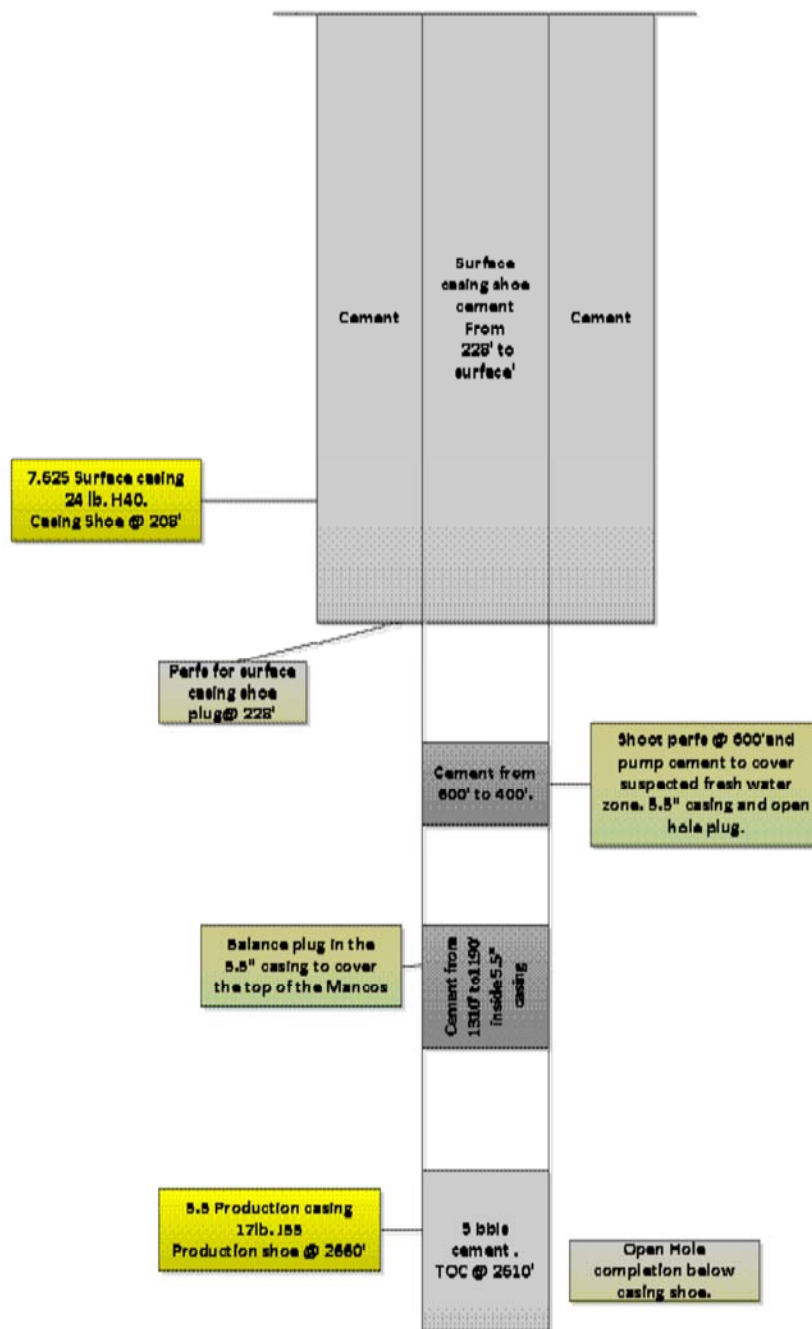 Surface
casing shoe
cement
From
228' to
surface'
Cement
Cement
7.625 Surface casing
24 lb. H40.
Casing Shoe @ 208'
Perfs for surface
casing shoe
plug@ 228'
Shoot perfs @ 600'and
pump cement to cover
suspected fresh water
zone. 5.5" casing and open
hole plug.
Cement from
600' to 400'.
Balance plug in the
5.5" casing to cover
the top of the Mancos
Cement from
1310' to1190'
inside 5.5"
casing
5.5 Production casing
17lb. J55
Production shoe @ 2660'
5 bbls
cement .
TOC @ 2610'
Open Hole
completion below
casing shoe.